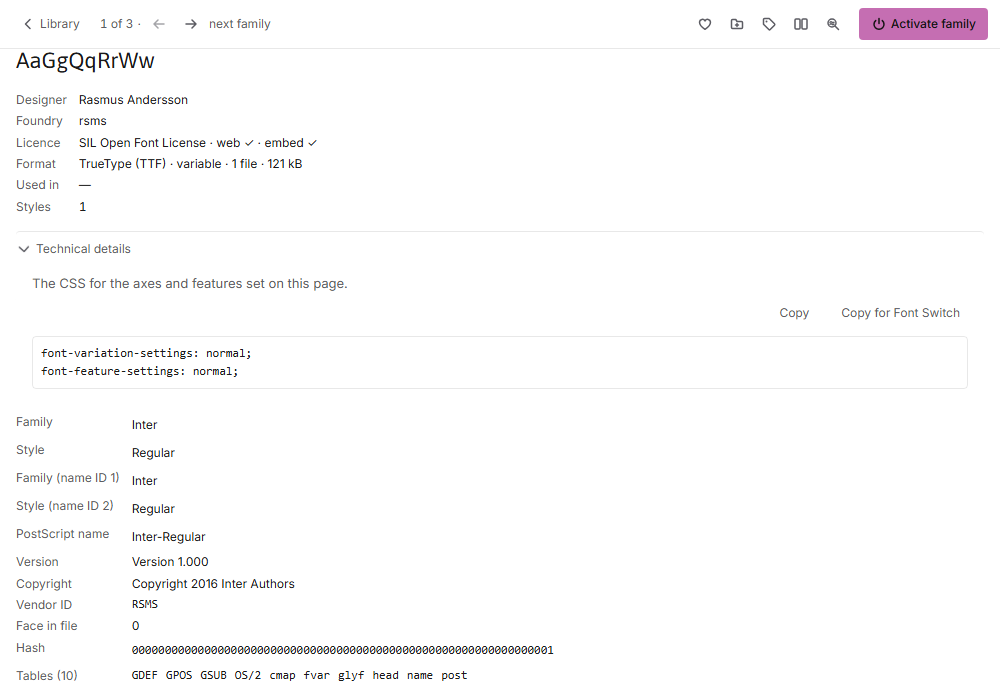 Library 1 of 3 · next family Activate family
AaGgQqRrWw
Designer Rasmus Andersson
Foundry rsms
Licence SIL Open Font License · web ✓ · embed ✓
Format TrueType (TTF) · variable · 1 file · 121 kB
Used in —
Styles 1
Technical details
The CSS for the axes and features set on this page.
Copy Copy for Font Switch
font-variation-settings: normal;
font-feature-settings: normal;
Family Inter
Style Regular
Family (name ID 1) Inter
Style (name ID 2) Regular
PostScript name Inter-Regular
Version Version 1.000
Copyright Copyright 2016 Inter Authors
Vendor ID RSMS
Face in file 0
Hash 0000000000000000000000000000000000000000000000000000000000000001
Tables (10) GDEF GPOS GSUB OS/2 cmap fvar glyf head name post